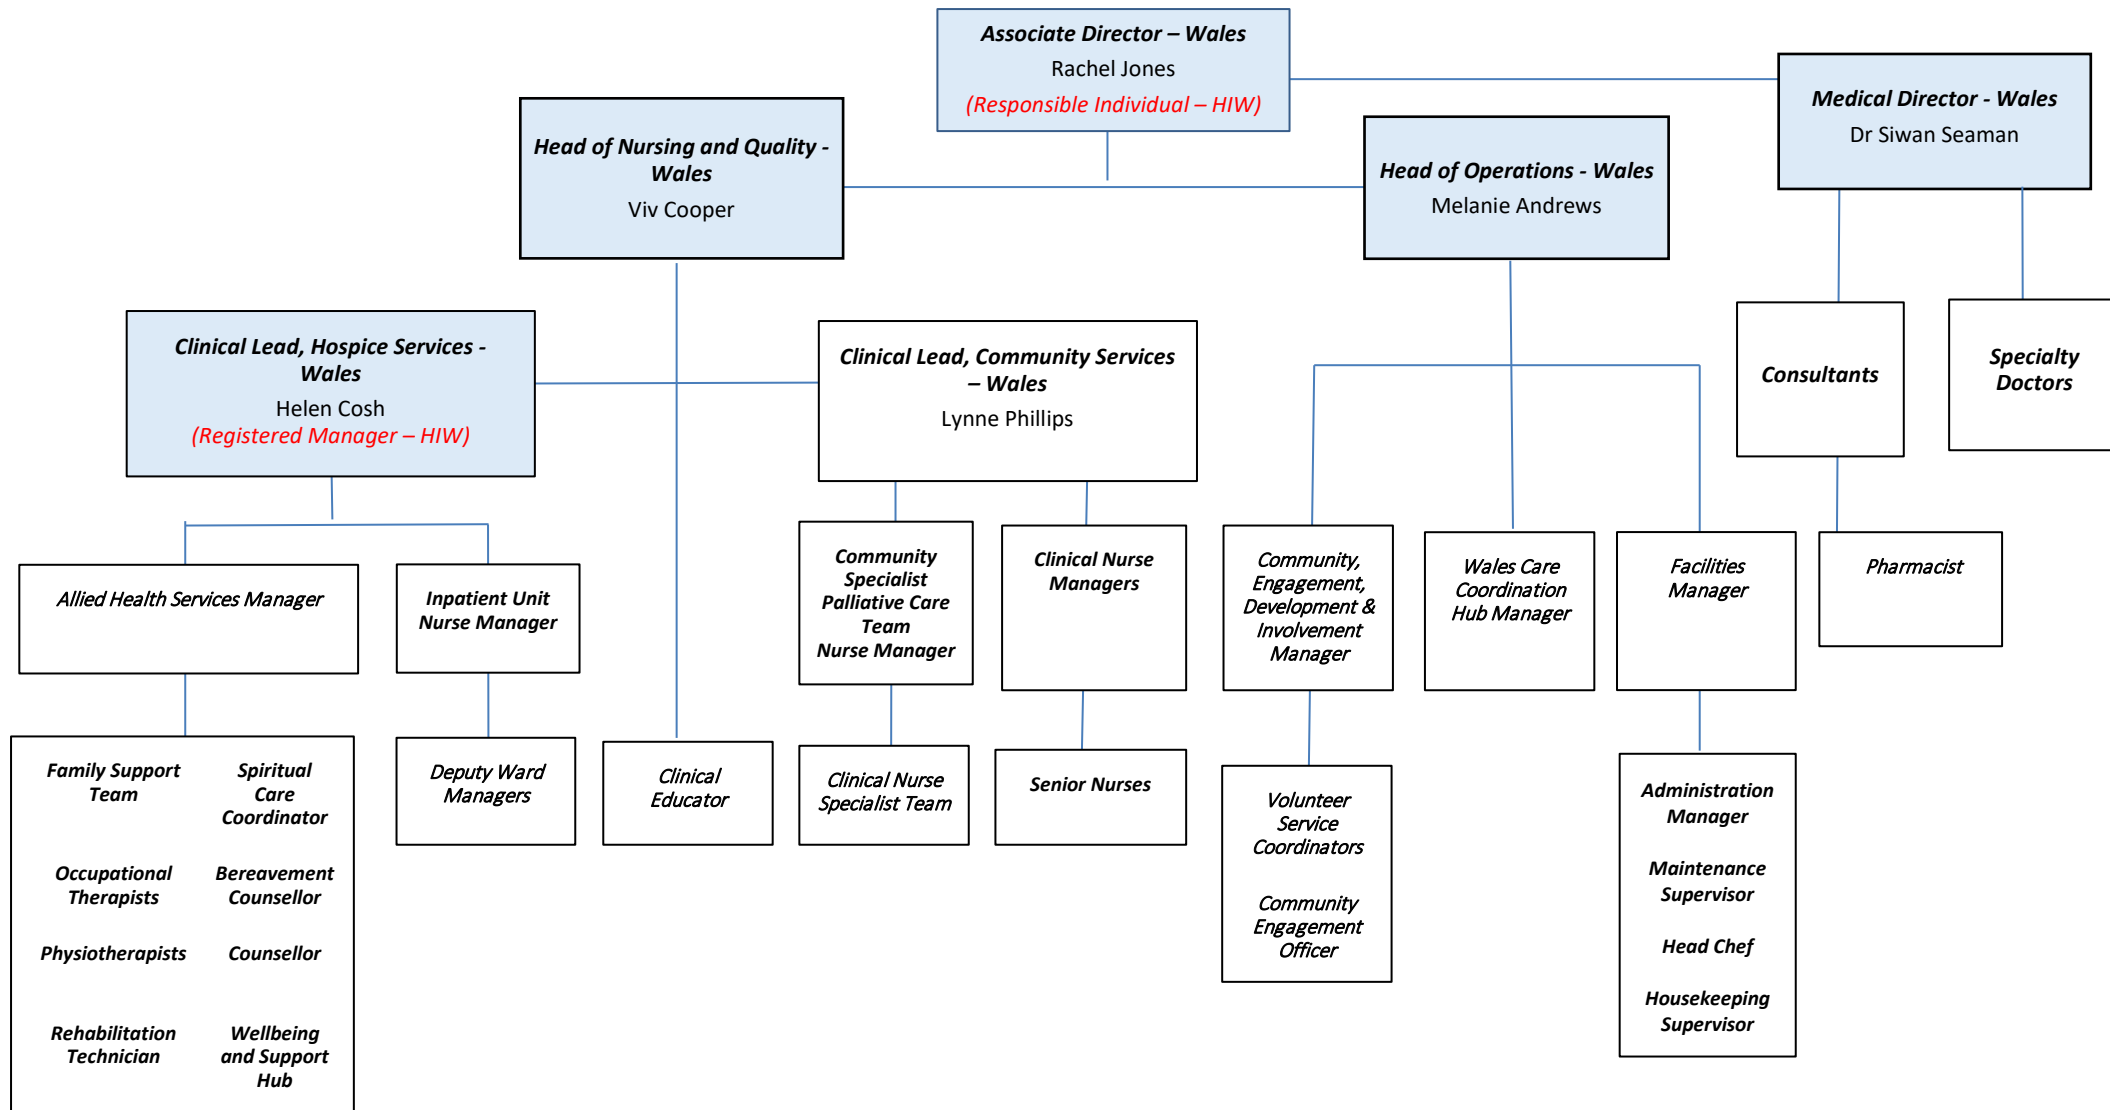 Associate Director – Wales
Rachel Jones
(Responsible Individual – HIW)
Medical Director - Wales
Dr Siwan Seaman
Head of Nursing and Quality -
Wales
Viv Cooper
Head of Operations - Wales
Melanie Andrews
Clinical Lead, Hospice Services -
Wales
Helen Cosh
(Registered Manager – HIW)
Clinical Lead, Community Services
– Wales
Lynne Phillips
Consultants
Specialty
Doctors
Allied Health Services Manager
Inpatient Unit
Nurse Manager
Community
Specialist
Palliative Care
Team
Nurse Manager
Clinical Nurse
Managers
Community,
Engagement,
Development &
Involvement
Manager
Wales Care
Coordination
Hub Manager
Facilities
Manager
Pharmacist
Family Support
Team
Spiritual
Care
Coordinator
Occupational
Therapists
Bereavement
Counsellor
Physiotherapists
Counsellor
Rehabilitation
Technician
Wellbeing
and Support
Hub
Deputy Ward
Managers
Clinical
Educator
Clinical Nurse
Specialist Team
Senior Nurses
Volunteer
Service
Coordinators
Community
Engagement
Officer
Administration
Manager
Maintenance
Supervisor
Head Chef
Housekeeping
Supervisor